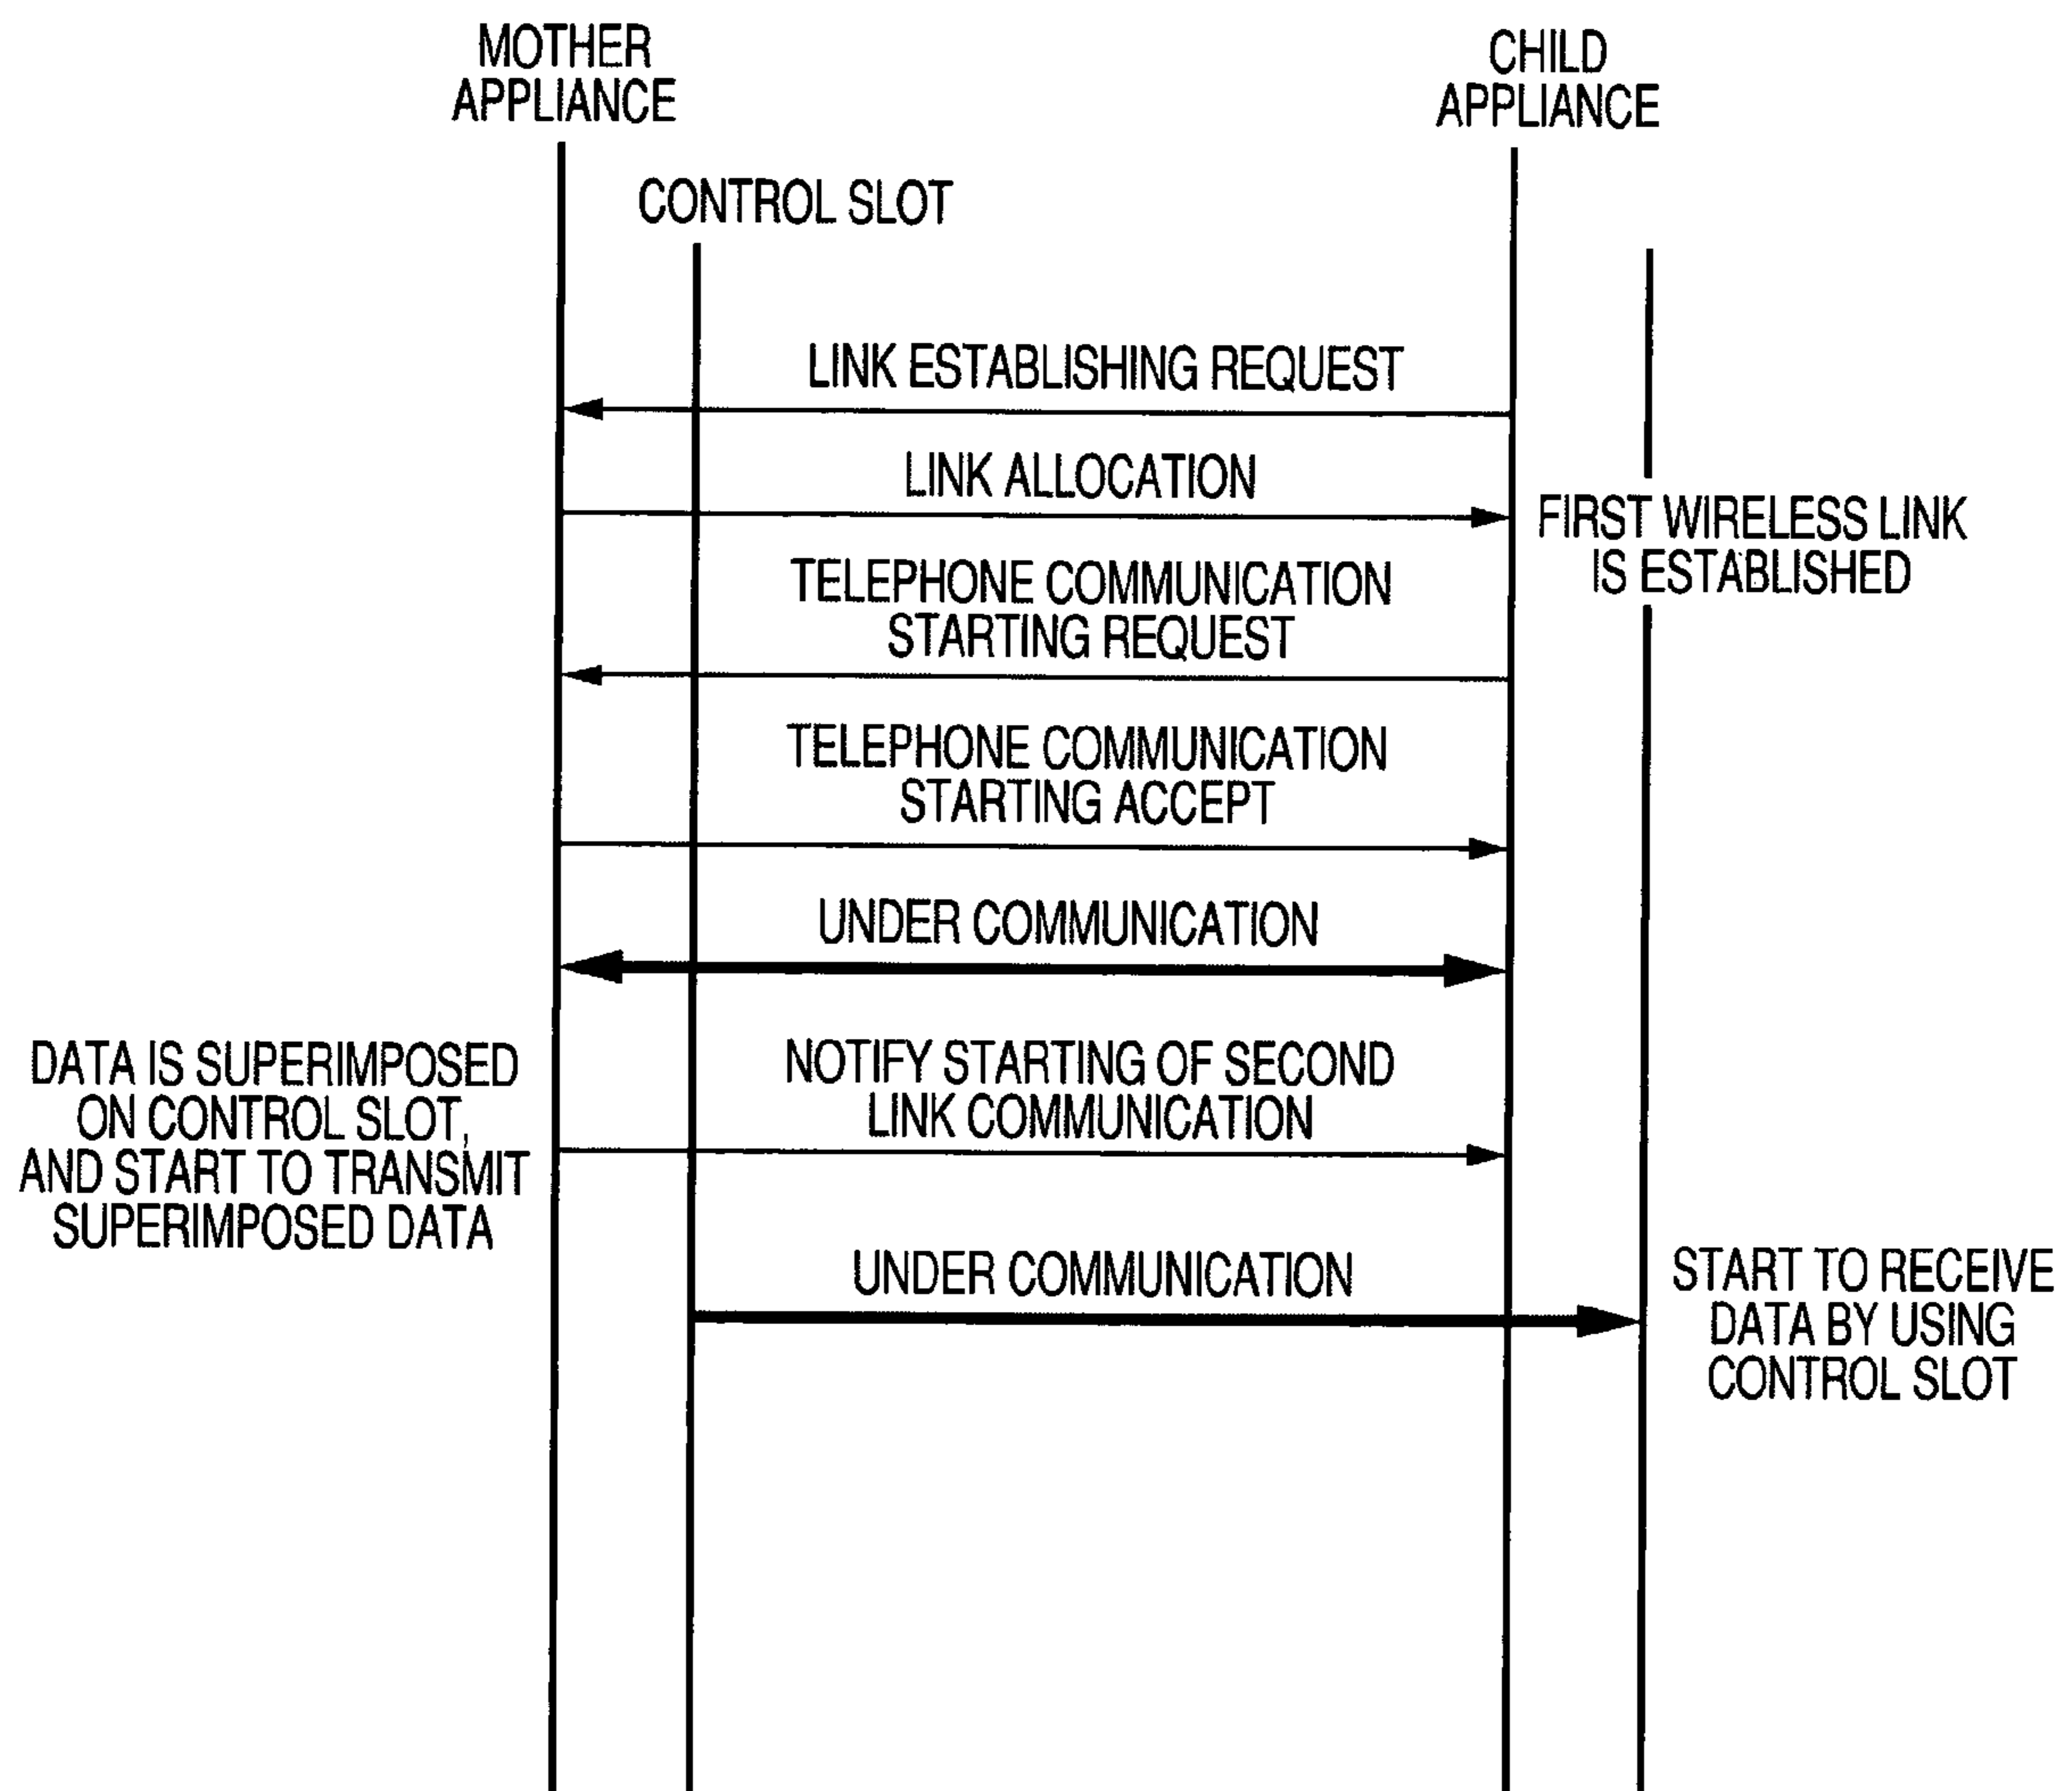 MOTHER
APPLIANCE
CHILD
APPLIANCE
CONTROL SLOT
LINK ESTABLISHING REQUEST
LINK ALLOCATION
FIRST WIRELESS LINK
IS ESTABLISHED
TELEPHONE COMMUNICATION
STARTING REQUEST
TELEPHONE COMMUNICATION
STARTING ACCEPT
UNDER COMMUNICATION
DATA IS SUPERIMPOSED
ON CONTROL SLOT,
AND START TO TRANSMIT
SUPERIMPOSED DATA
NOTIFY STARTING OF SECOND
LINK COMMUNICATION
UNDER COMMUNICATION
START TO RECEIVE
DATA BY USING
CONTROL SLOT